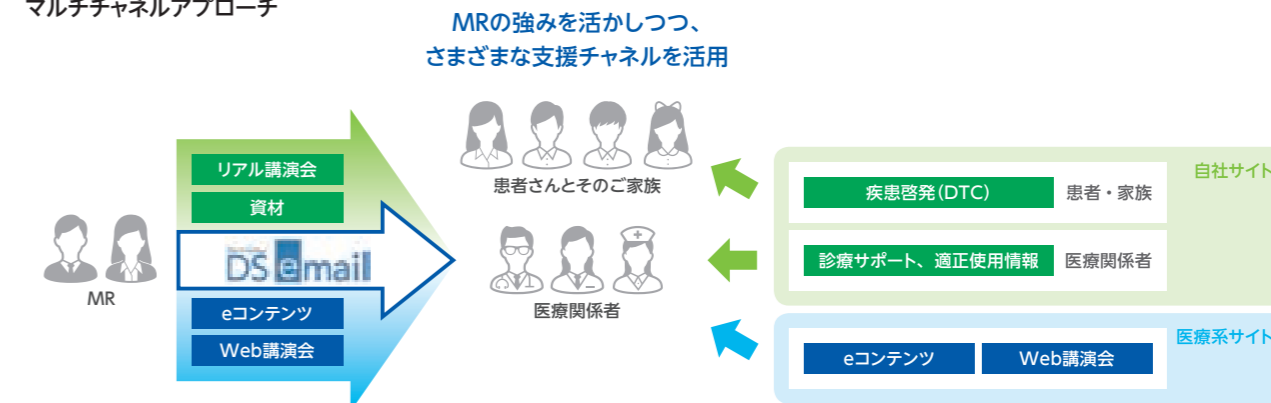 マルチチャネルアプローチ
MRの強みを活かしつつ、
さまざまな支援チャネルを活用
リアル講演会
資材
DS email
eコンテンツ
Web講演会
MR
患者さんとそのご家族
医療関係者
自社サイト
疾患啓発(DTC)
患者・家族
診療サポート、適正使用情報
医療関係者
医療系サイト
eコンテンツ
Web講演会